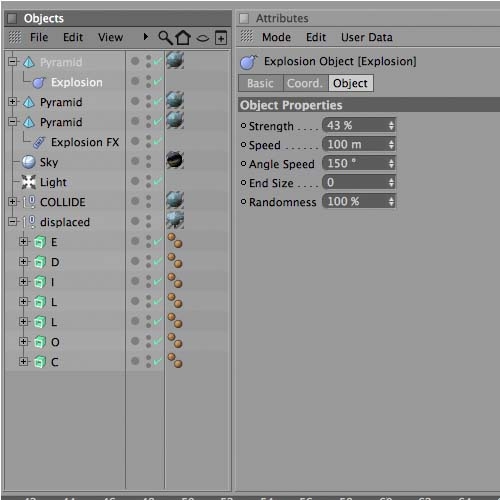 Objects
File Edit View
Pyramid
Explosion
Pyramid
Pyramid
Explosion FX
Sky
Light
COLLIDE
displaced
E
D
I
L
L
O
C
Attributes
Mode Edit User Data
Explosion Object [Explosion]
Basic Coord. Object
Object Properties
Strength . . . . 43 %
Speed . . . . . . 100 m
Angle Speed 150 °
End Size . . . . 0
Randomness 100 %